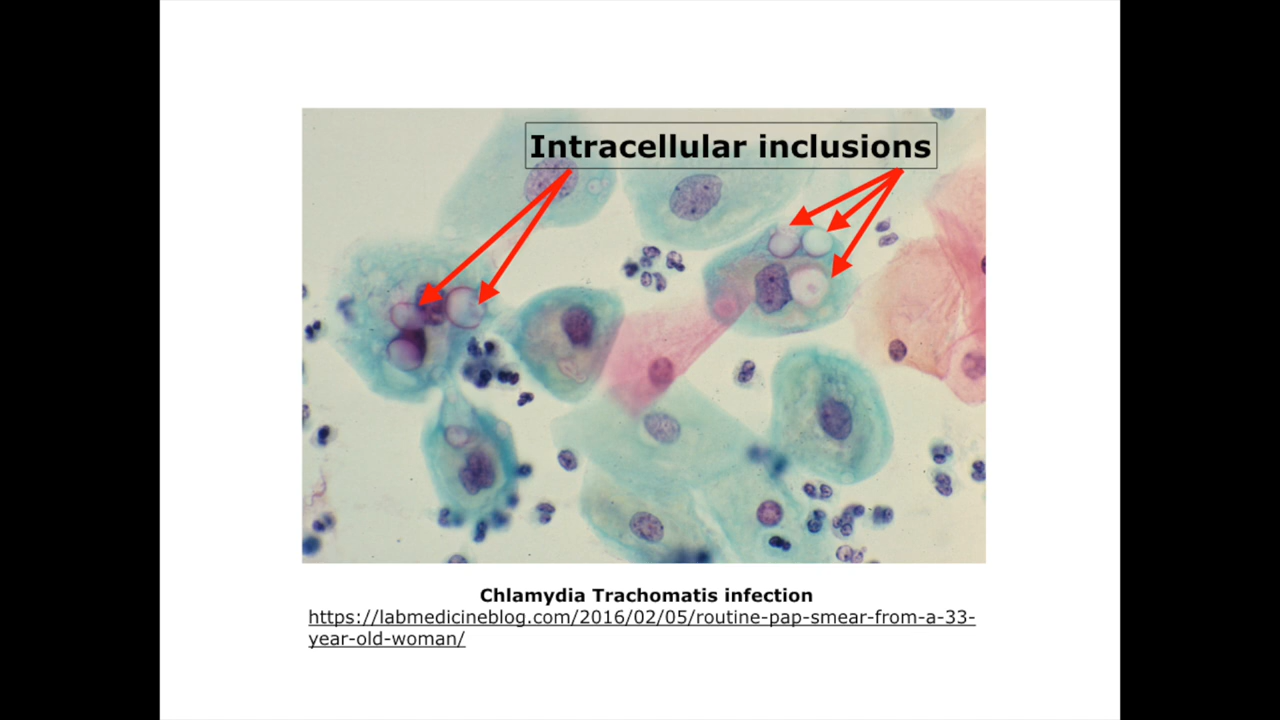 Intracellular inclusions
Chlamydia Trachomatis infection
https://labmedicineblog.com/2016/02/05/routine-pap-smear-from-a-33-
year-old-woman/